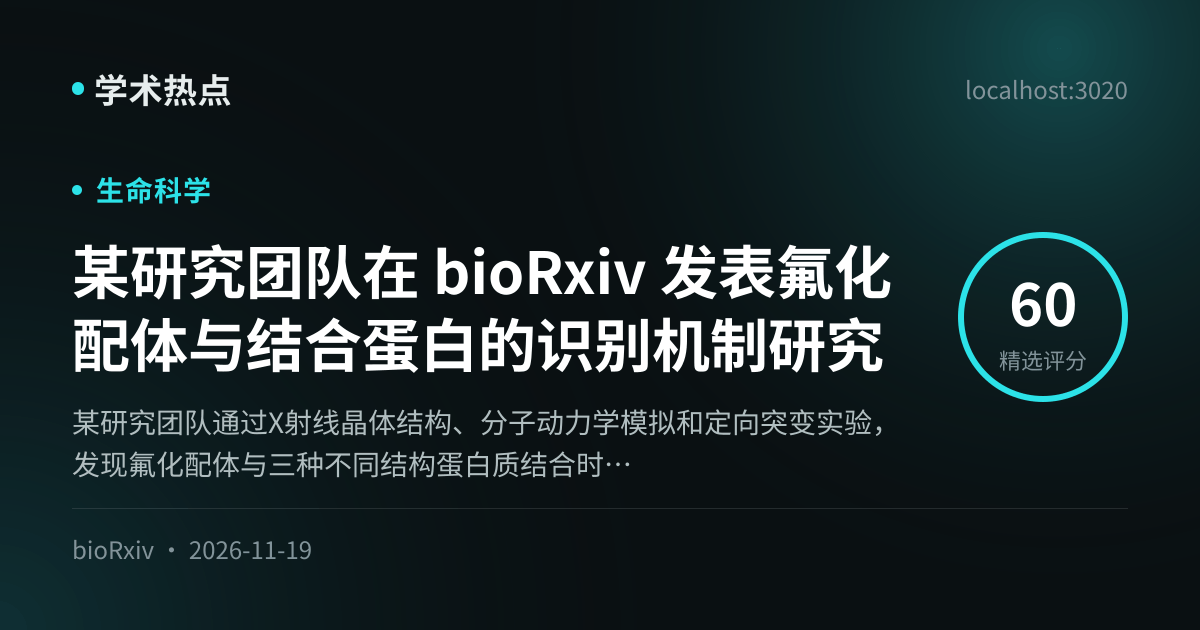 学术热点
localhost:3020
生命科学
某研究团队在 bioRxiv 发表氟化
配体与结合蛋白的识别机制研究
60
精选评分
某研究团队通过X射线晶体结构、分子动力学模拟和定向突变实验，
发现氟化配体与三种不同结构蛋白质结合时…
bioRxiv · 2026-11-19